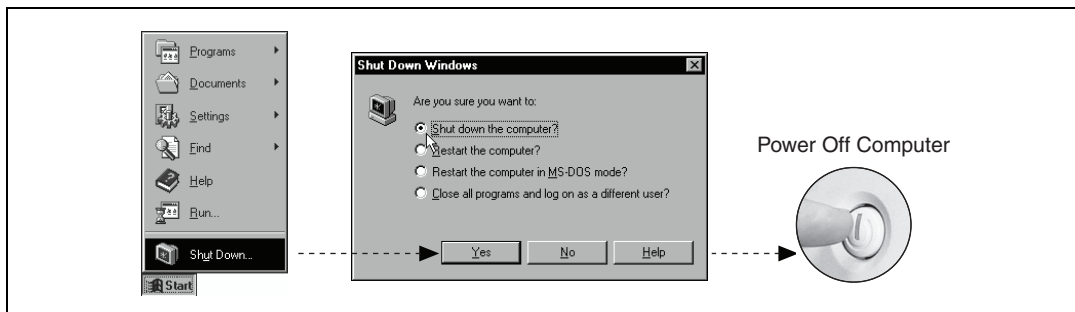 Programs
Documents
Settings
Find
Help
Run...
Shut Down...
Start
Shut Down Windows
Are you sure you want to:
Shut down the computer?
Restart the computer?
Restart the computer in MS-DOS mode?
Close all programs and log on as a different user?
Yes
No
Help
Power Off Computer